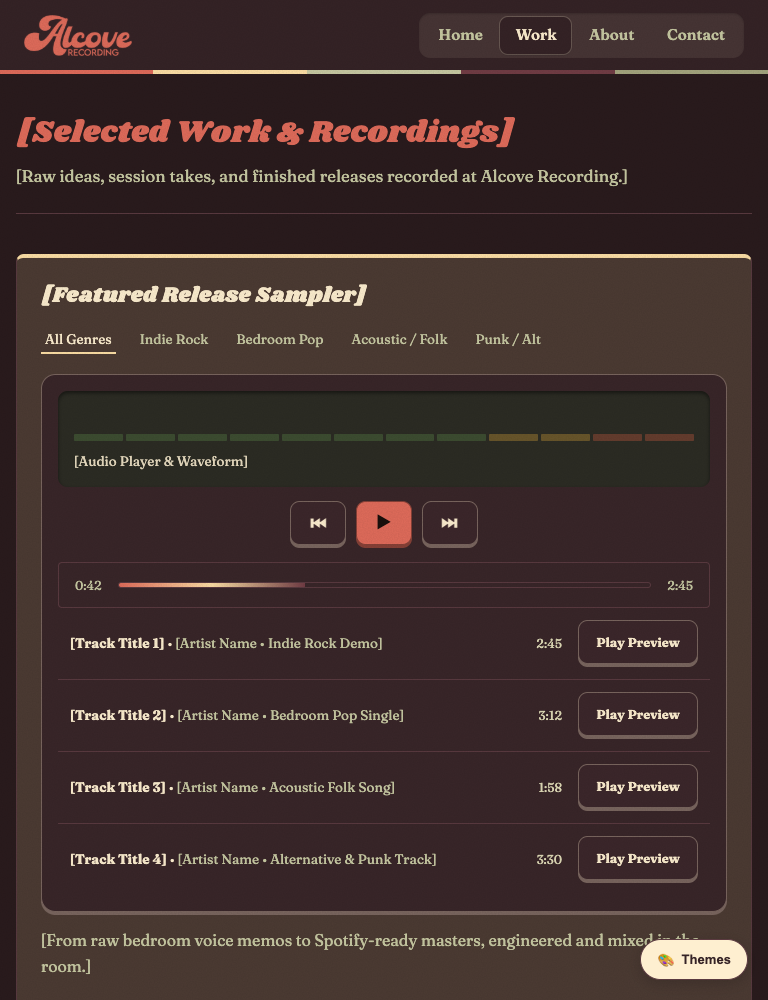 Alcove
RECORDING
Home Work About Contact
[Selected Work & Recordings]
[Raw ideas, session takes, and finished releases recorded at Alcove Recording.]
[Featured Release Sampler]
All Genres Indie Rock Bedroom Pop Acoustic / Folk Punk / Alt
[Audio Player & Waveform]
0:42 2:45
[Track Title 1] • [Artist Name • Indie Rock Demo] 2:45 Play Preview
[Track Title 2] • [Artist Name • Bedroom Pop Single] 3:12 Play Preview
[Track Title 3] • [Artist Name • Acoustic Folk Song] 1:58 Play Preview
[Track Title 4] • [Artist Name • Alternative & Punk Track] 3:30 Play Preview
[From raw bedroom voice memos to Spotify-ready masters, engineered and mixed in the
room.]
Themes